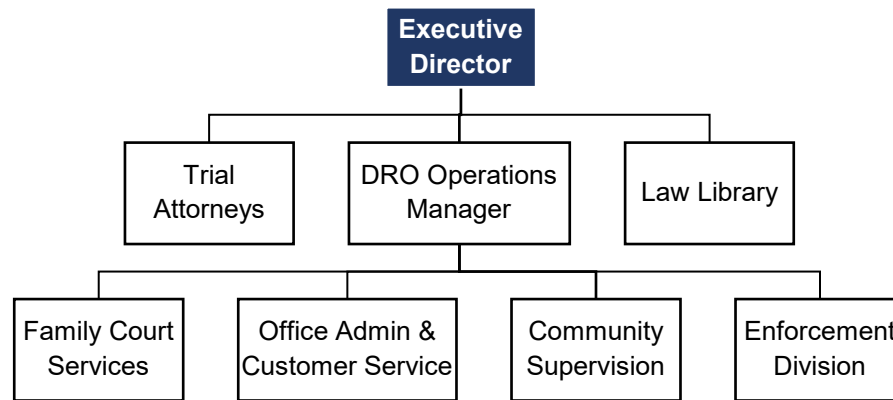 Executive
Director
Trial
Attorneys
DRO Operations
Manager
Law Library
Family Court
Services
Office Admin &
Customer Service
Community
Supervision
Enforcement
Division